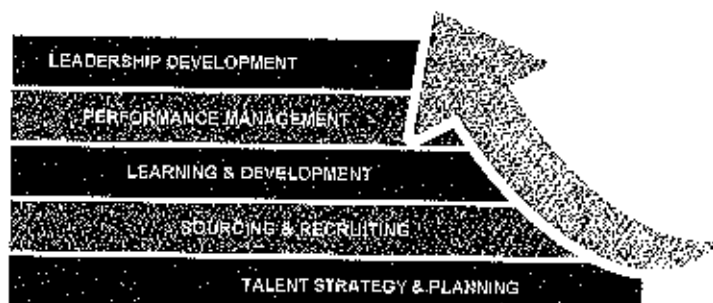 LEADERSHIP DEVELOPMENT
PERFORMANCE MANAGEMENT
LEARNING & DEVELOPMENT
SOURCING & RECRUITING
TALENT STRATEGY & PLANNING